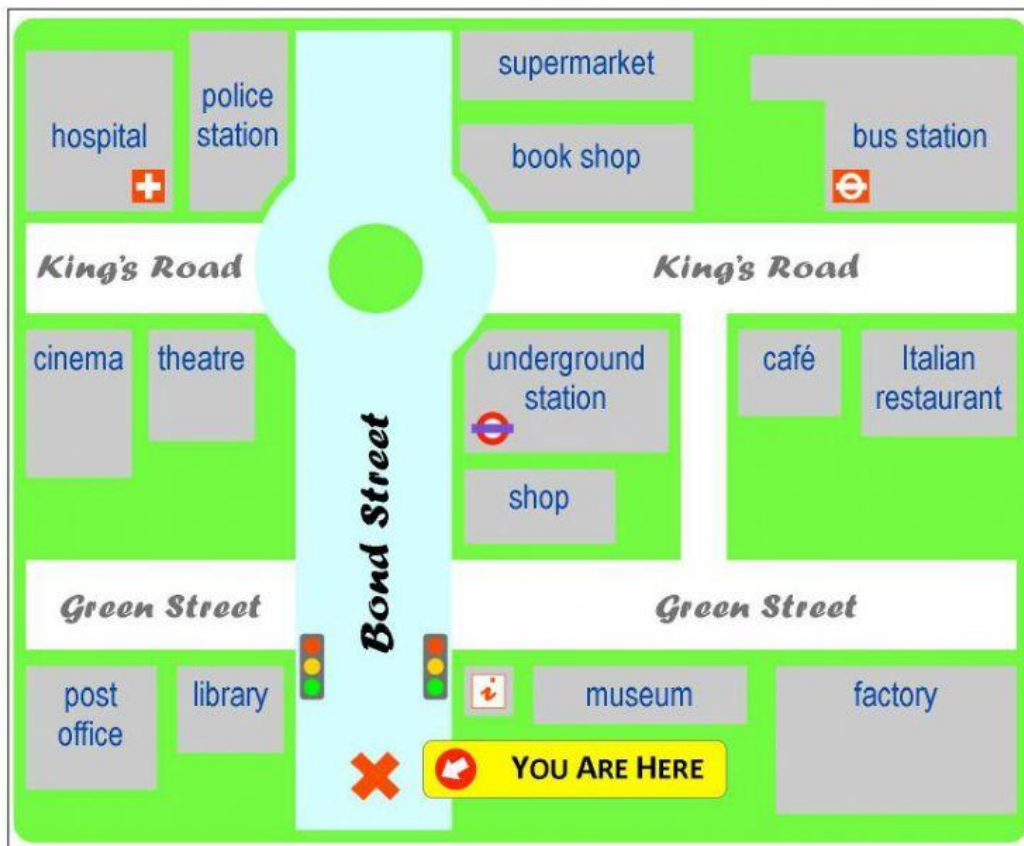 hospital
police
station
supermarket
book shop
bus station
King's Road
King's Road
cinema
theatre
underground
station
café
Italian
restaurant
shop
Bond Street
Green Street
Green Street
post
office
library
i
museum
factory
YOU ARE HERE